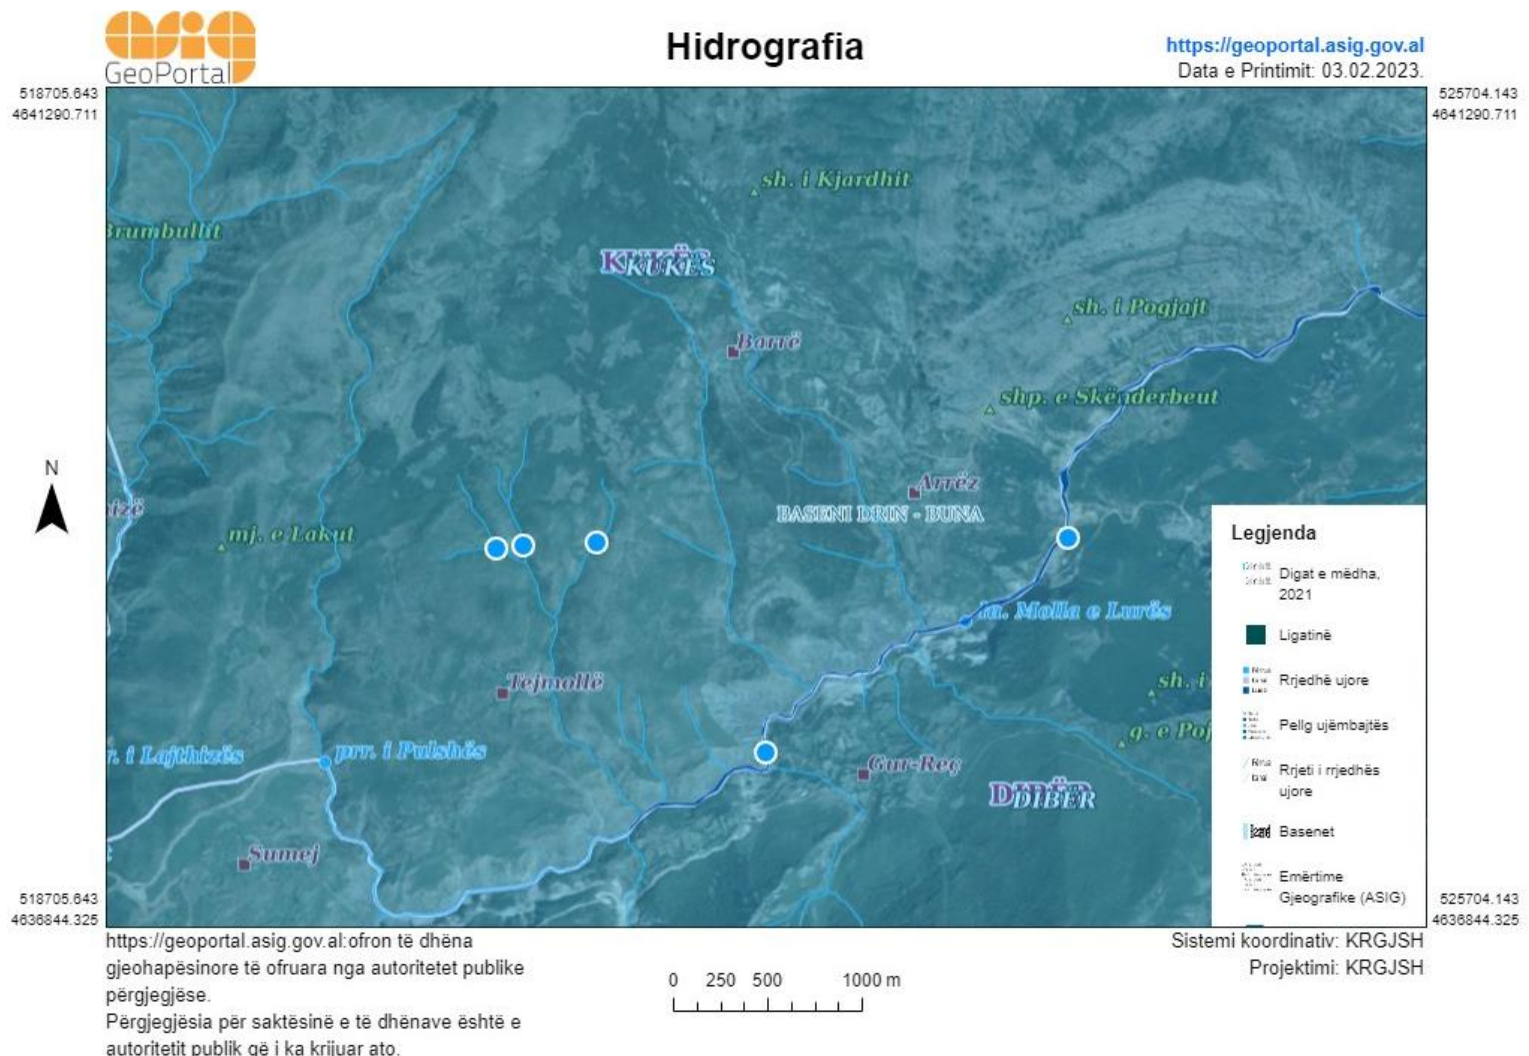 asig
GeoPortal
Hidrografia
https://geoportal.asig.gov.al
Data e Printimit: 03.02.2023.
518705.643
4641290.711
525704.143
4641290.711
sh. i Kjardhit
Brumbullit
KUKËS
KUKËS
sh. i Pogjajt
Barrë
shp. e Skënderbeut
N
Arrëz
BASENI DRIN - BUNA
mj. e Lakut
Legjenda
Digat e mëdha,
2021
Ligatinë
Rrjedhë ujore
Pellg ujëmbajtës
Rrjeti i rrjedhës
ujore
Basenet
Emërtime
Gjeografike (ASIG)
lu. Molla e Lurës
Tejmollë
sh. i
g. e Poj
r. i Lajthizës
prr. i Pulshës
Gur-Reç
DIBËR
DIBËR
Sumej
518705.643
4636844.325
525704.143
4636844.325
https://geoportal.asig.gov.al:ofron të dhëna
gjeohapësinore të ofruara nga autoritetet publike
përgjegjëse.
Përgjegjësia për saktësinë e të dhënave është e
autoritetit publik që i ka krijuar ato.
0 250 500 1000 m
Sistemi koordinativ: KRGJSH
Projektimi: KRGJSH